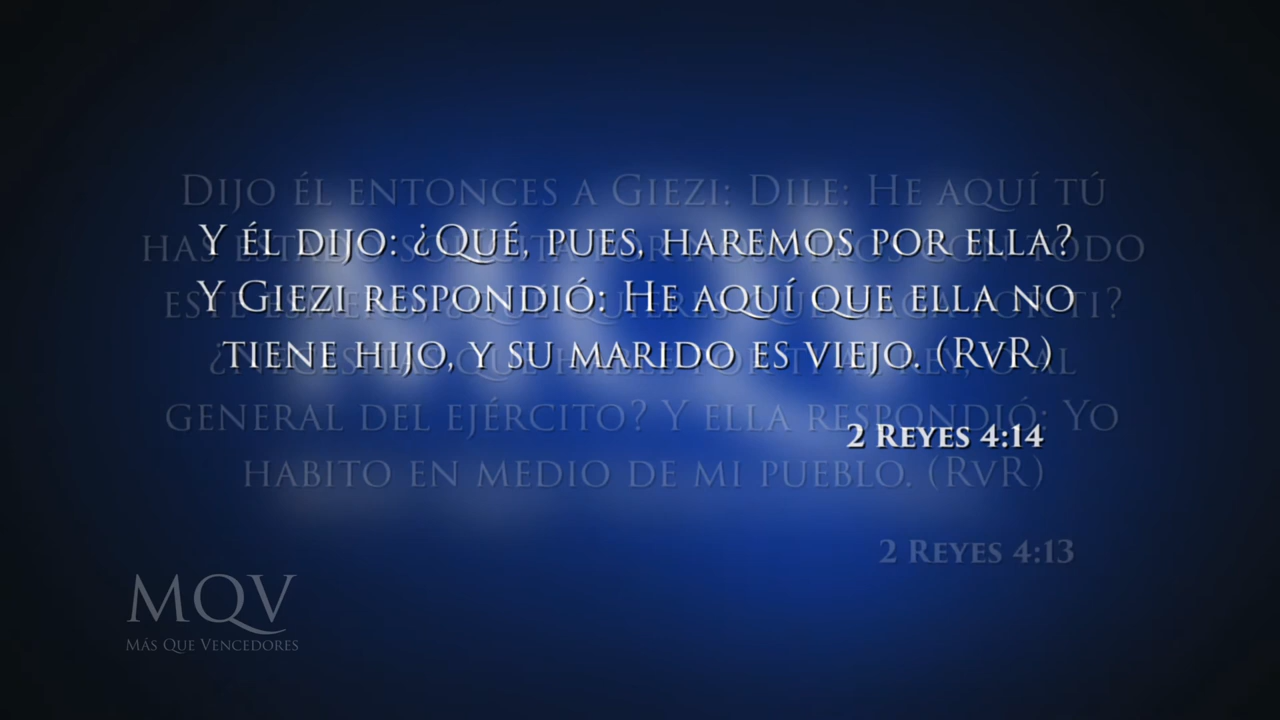 Dijo él entonces a Giezi: Dile: He aquí tú
Y él dijo: ¿Qué, pues, haremos por ella?
Y Giezi respondió: He aquí que ella no
tiene hijo, y su marido es viejo. (RvR)
general del ejército? Y ella respondió: Yo
2 Reyes 4:14
habito en medio de mi pueblo. (RvR)
2 Reyes 4:13
MQV
Más Que Vencedores